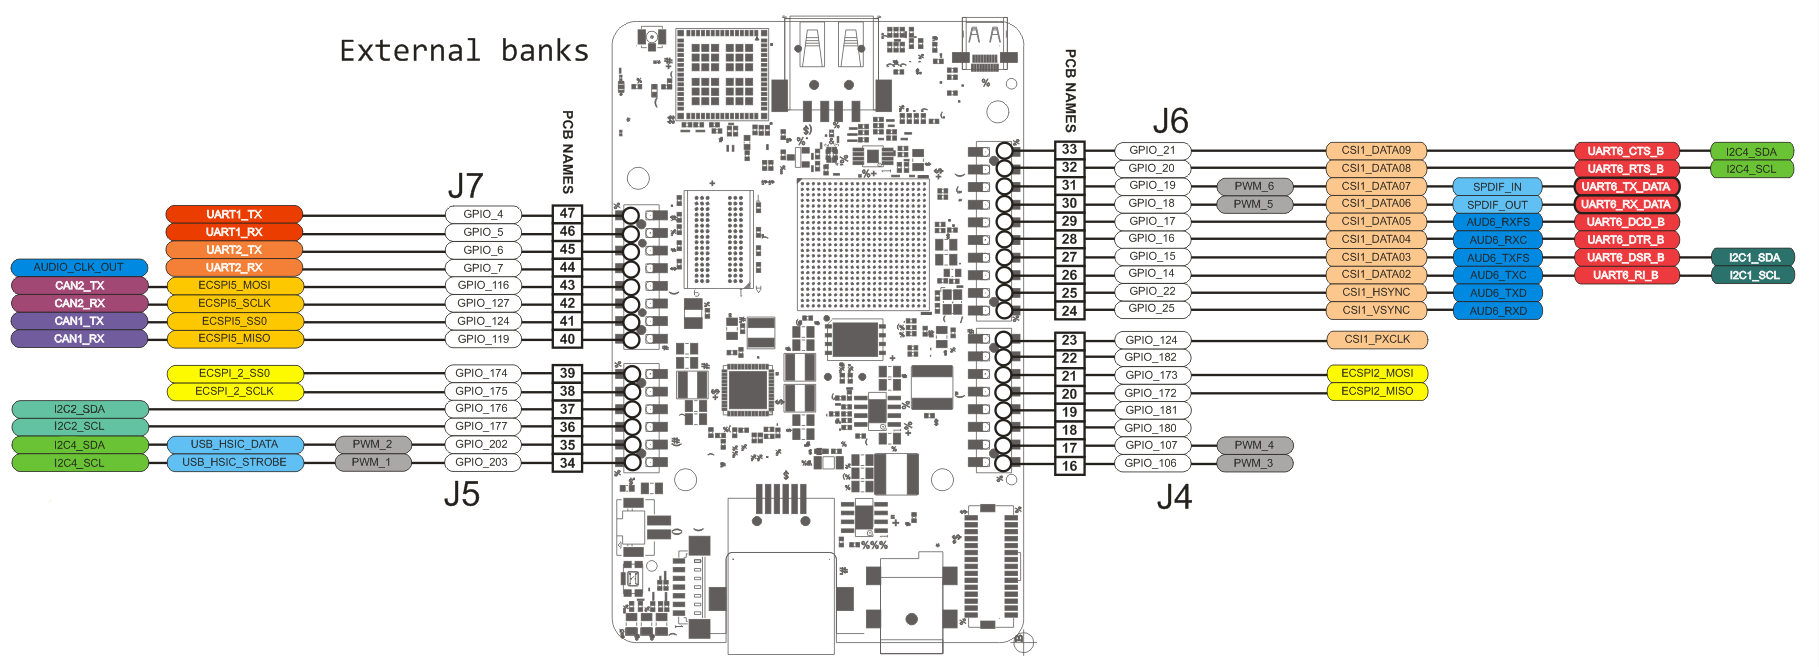 External banks
PCB NAMES
PCB NAMES
J7
UART1_TX GPIO_4 47
UART1_RX GPIO_5 46
UART2_TX GPIO_6 45
AUDIO_CLK_OUT UART2_RX GPIO_7 44
CAN2_TX ECSPI5_MOSI GPIO_116 43
CAN2_RX ECSPI5_SCLK GPIO_127 42
CAN1_TX ECSPI5_SS0 GPIO_124 41
CAN1_RX ECSPI5_MISO GPIO_119 40
ECSPI_2_SS0 GPIO_174 39
ECSPI_2_SCLK GPIO_175 38
I2C2_SDA GPIO_176 37
I2C2_SCL GPIO_177 36
I2C4_SDA USB_HSIC_DATA PWM_2 GPIO_202 35
I2C4_SCL USB_HSIC_STROBE PWM_1 GPIO_203 34
J5
J6
33 GPIO_21 CSI1_DATA09 UART6_CTS_B I2C4_SDA
32 GPIO_20 CSI1_DATA08 UART6_RTS_B I2C4_SCL
31 GPIO_19 PWM_6 CSI1_DATA07 SPDIF_IN UART6_TX_DATA
30 GPIO_18 PWM_5 CSI1_DATA06 SPDIF_OUT UART6_RX_DATA
29 GPIO_17 CSI1_DATA05 AUD6_RXFS UART6_DCD_B
28 GPIO_16 CSI1_DATA04 AUD6_RXC UART6_DTR_B
27 GPIO_15 CSI1_DATA03 AUD6_TXFS UART6_DSR_B I2C1_SDA
26 GPIO_14 CSI1_DATA02 AUD6_TXC UART6_RI_B I2C1_SCL
25 GPIO_22 CSI1_HSYNC AUD6_TXD
24 GPIO_25 CSI1_VSYNC AUD6_RXD
23 GPIO_124 CSI1_PXCLK
22 GPIO_182
21 GPIO_173 ECSPI2_MOSI
20 GPIO_172 ECSPI2_MISO
19 GPIO_181
18 GPIO_180
17 GPIO_107 PWM_4
16 GPIO_106 PWM_3
J4